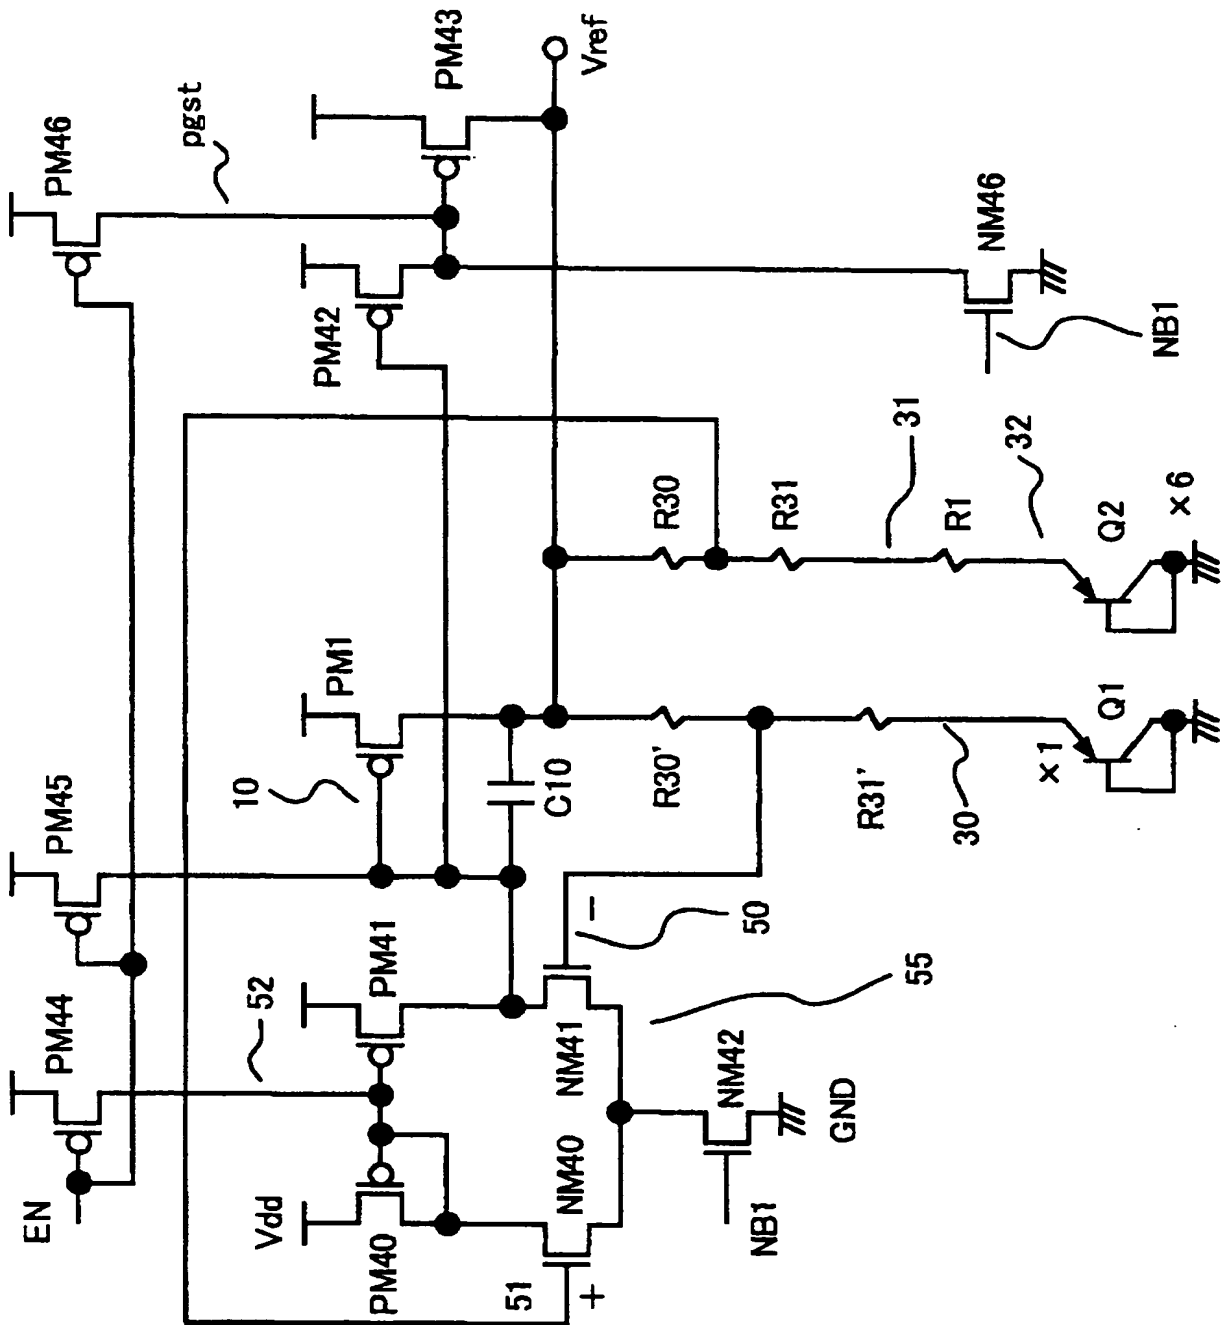 EN
Vdd
PM44
PM45
PM46
pgst
52
10
PM40
PM41
PM1
PM42
PM43
Vref
C10
51
+
NM40
NM41
−
50
55
NB1
NM42
GND
R30'
R31'
30
×1
Q1
R30
R31
31
R1
32
Q2
×6
NM46
NB1